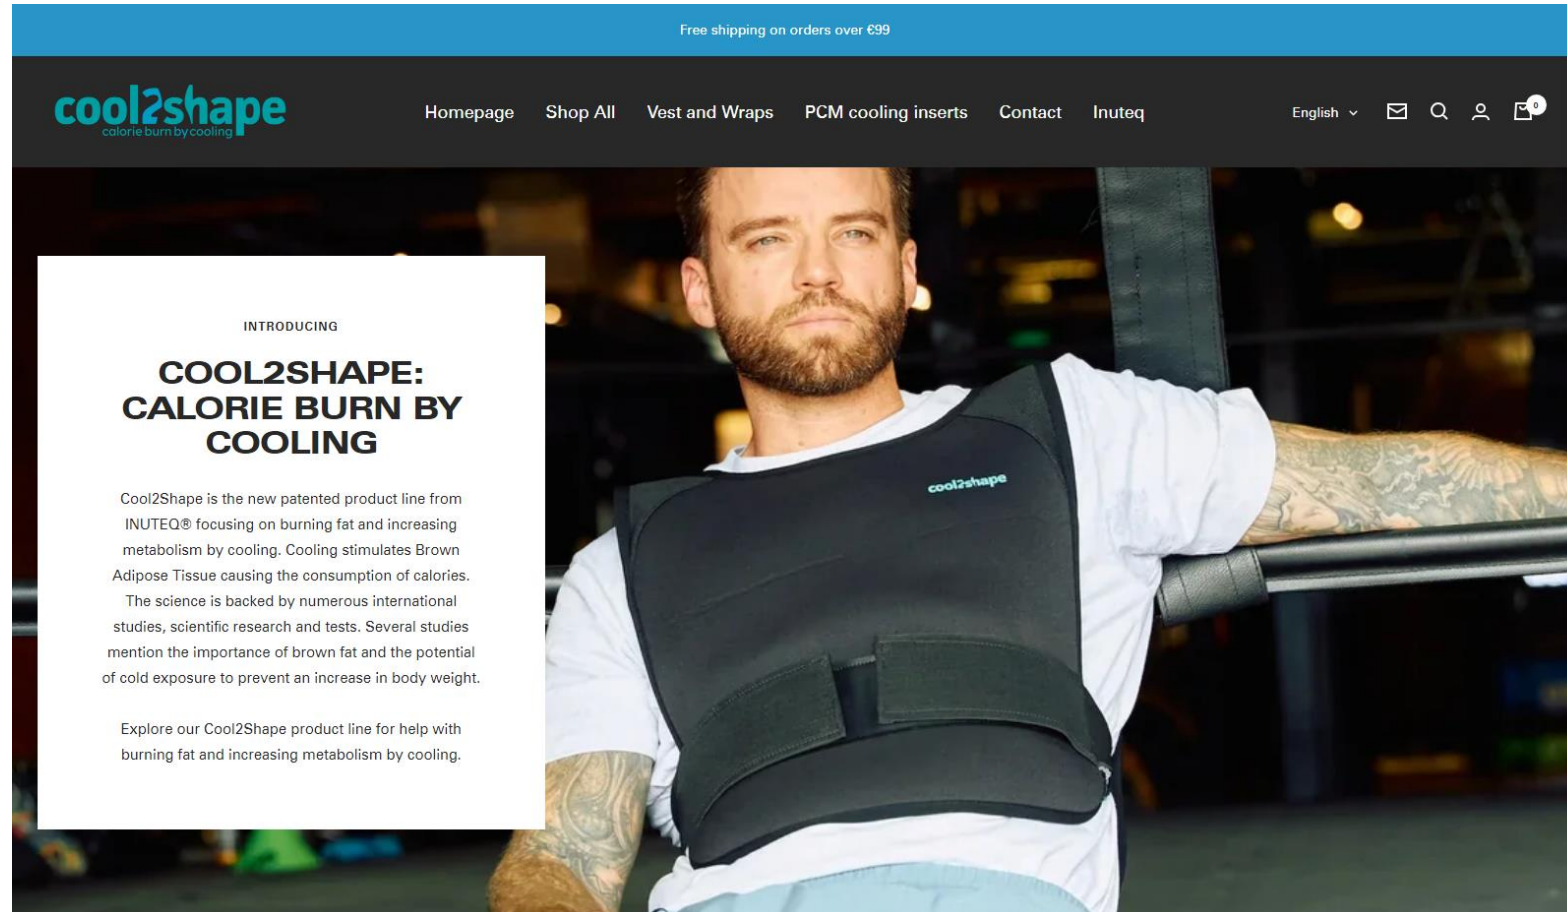 Free shipping on orders over €99
cool2shape
calorie burn by cooling
Homepage Shop All Vest and Wraps PCM cooling inserts Contact Inuteq
English
0
INTRODUCING
COOL2SHAPE:
CALORIE BURN BY
COOLING
Cool2Shape is the new patented product line from
INUTEQ® focusing on burning fat and increasing
metabolism by cooling. Cooling stimulates Brown
Adipose Tissue causing the consumption of calories.
The science is backed by numerous international
studies, scientific research and tests. Several studies
mention the importance of brown fat and the potential
of cold exposure to prevent an increase in body weight.
Explore our Cool2Shape product line for help with
burning fat and increasing metabolism by cooling.
cool2shape